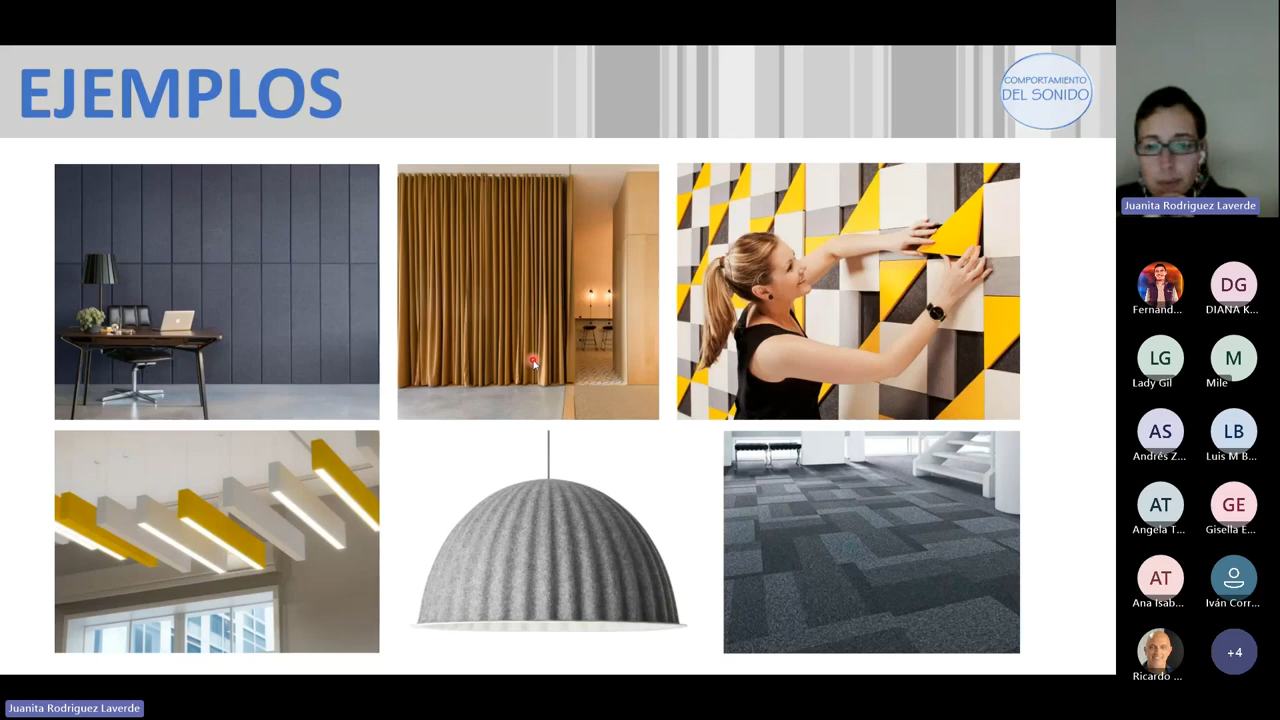 EJEMPLOS
COMPORTAMIENTO
DEL SONIDO
Juanita Rodriguez Laverde
Fernand...
DG
DIANA K...
LG
Lady Gil
M
Mile
AS
Andrés Z...
LB
Luis M B...
AT
Angela T...
GE
Gisella E...
AT
Ana Isab...
Iván Corr...
Ricardo ...
+4
Juanita Rodriguez Laverde